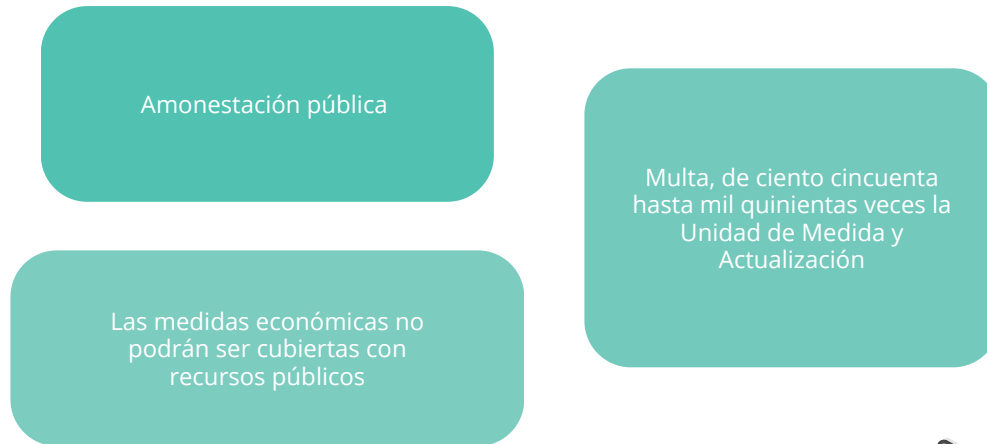 Amonestación pública
Multa, de ciento cincuenta
hasta mil quinientas veces la
Unidad de Medida y
Actualización
Las medidas económicas no
podrán ser cubiertas con
recursos públicos